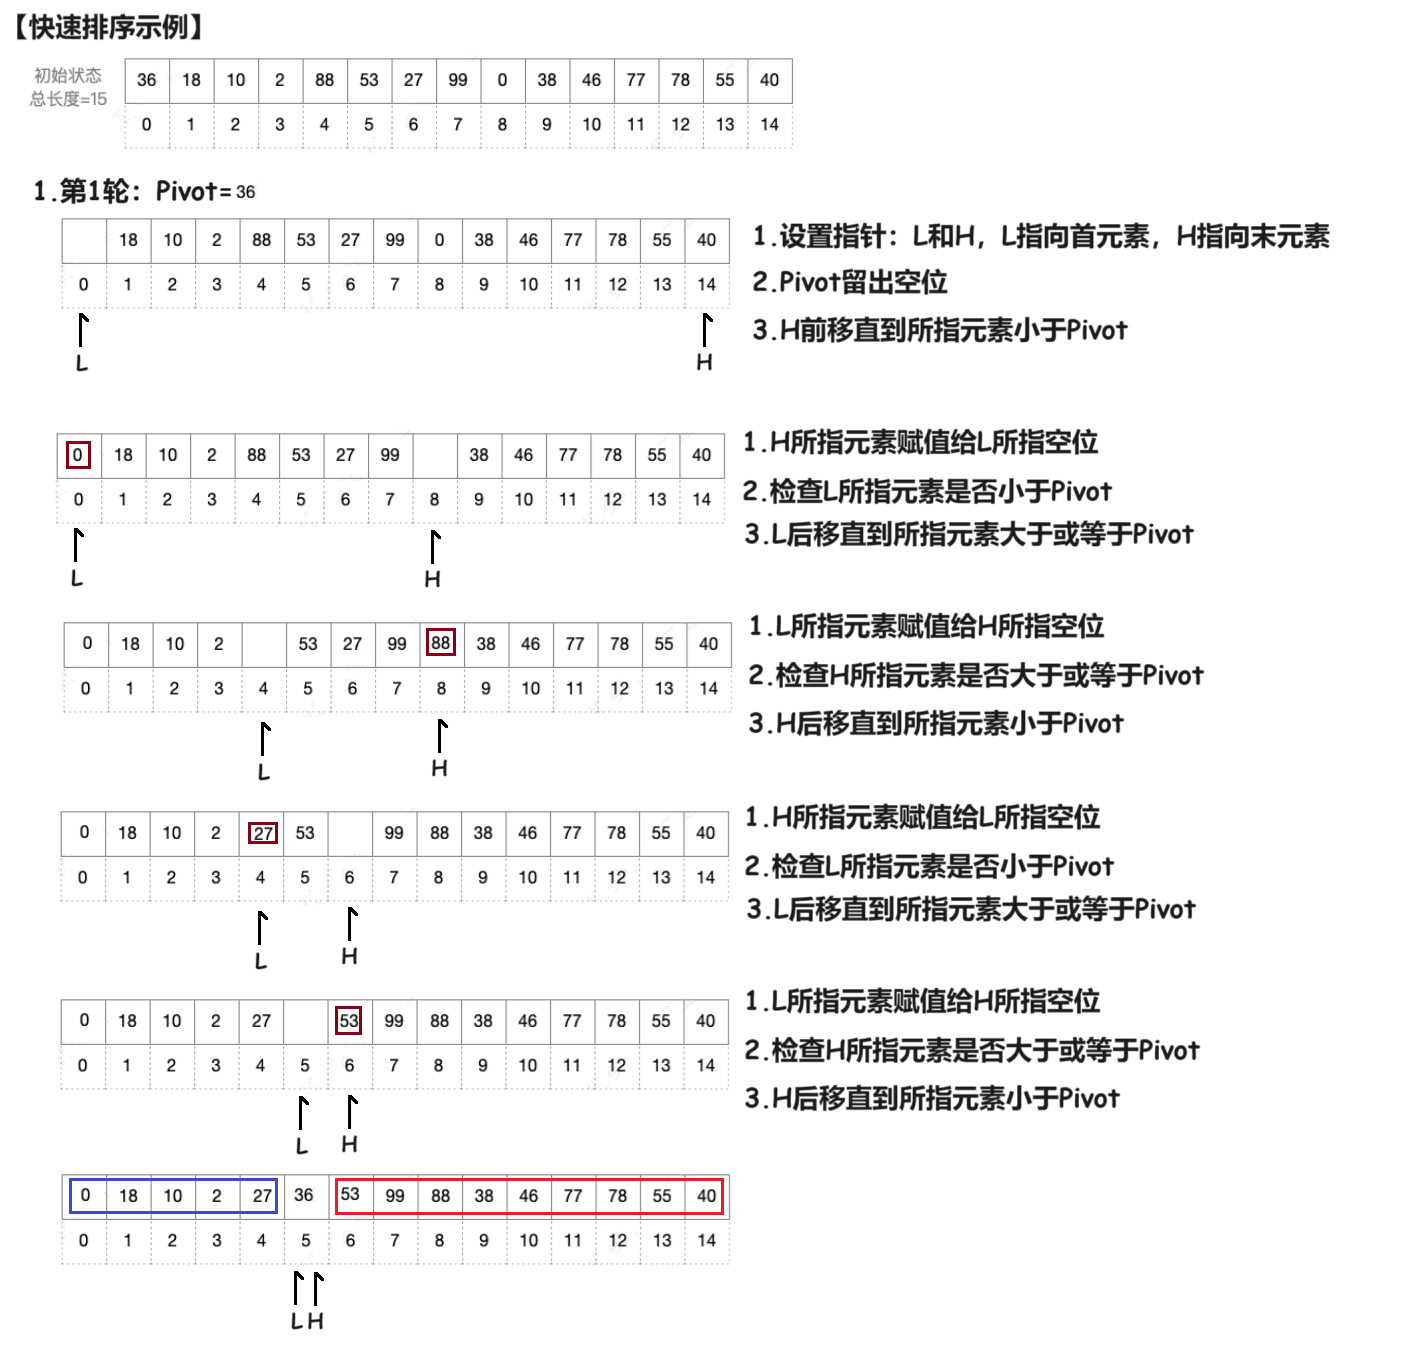 【快速排序示例】
初始状态
总长度=15
36 18 10 2 88 53 27 99 0 38 46 77 78 55 40
0 1 2 3 4 5 6 7 8 9 10 11 12 13 14
1.第1轮：Pivot=36
18 10 2 88 53 27 99 0 38 46 77 78 55 40
0 1 2 3 4 5 6 7 8 9 10 11 12 13 14
L H
1.设置指针：L和H，L指向首元素，H指向末元素
2.Pivot留出空位
3.H前移直到所指元素小于Pivot
0 18 10 2 88 53 27 99 38 46 77 78 55 40
0 1 2 3 4 5 6 7 8 9 10 11 12 13 14
L H
1.H所指元素赋值给L所指空位
2.检查L所指元素是否小于Pivot
3.L后移直到所指元素大于或等于Pivot
0 18 10 2 53 27 99 88 38 46 77 78 55 40
0 1 2 3 4 5 6 7 8 9 10 11 12 13 14
L H
1.L所指元素赋值给H所指空位
2.检查H所指元素是否大于或等于Pivot
3.H后移直到所指元素小于Pivot
0 18 10 2 27 53 99 88 38 46 77 78 55 40
0 1 2 3 4 5 6 7 8 9 10 11 12 13 14
L H
1.H所指元素赋值给L所指空位
2.检查L所指元素是否小于Pivot
3.L后移直到所指元素大于或等于Pivot
0 18 10 2 27 53 99 88 38 46 77 78 55 40
0 1 2 3 4 5 6 7 8 9 10 11 12 13 14
L H
1.L所指元素赋值给H所指空位
2.检查H所指元素是否大于或等于Pivot
3.H后移直到所指元素小于Pivot
0 18 10 2 27 36 53 99 88 38 46 77 78 55 40
0 1 2 3 4 5 6 7 8 9 10 11 12 13 14
L H